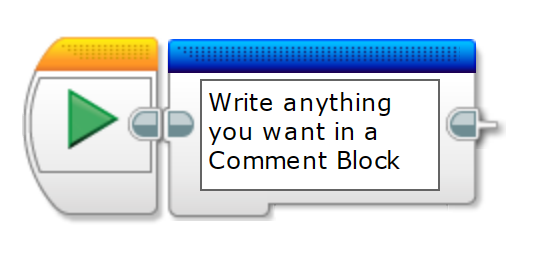 Write anything
you want in a
Comment Block